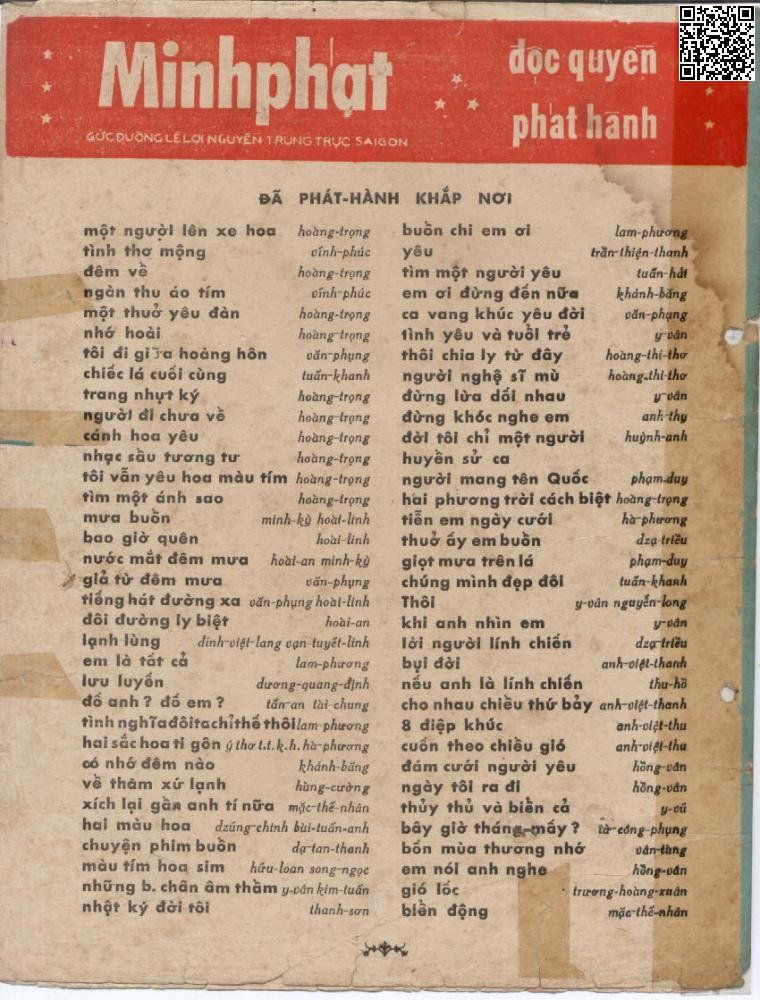 Minhphạt
độc quyền
phát hành
GÓC ĐƯỜNG LÊ LỢI NGUYỄN TRUNG TRỰC SAIGON
ĐÃ PHÁT-HÀNH KHẮP NƠI
một người lên xe hoa hoàng-trọng
tình thơ mộng vĩnh-phúc
đêm về hoàng-trọng
ngàn thu áo tím vĩnh-phúc
một thuở yêu đàn hoàng-trọng
nhớ hoài hoàng-trọng
tôi đi giữa hoàng hôn văn-phụng
chiếc lá cuối cùng tuấn-khanh
trang nhựt ký hoàng-trọng
người đi chưa về hoàng-trọng
cánh hoa yêu hoàng-trọng
nhạc sầu tương tư hoàng-trọng
tôi vẫn yêu hoa màu tím hoàng-trọng
tìm một ánh sao hoàng-trọng
mưa buồn minh-kỳ hoài-linh
bao giờ quên hoài-linh
nước mắt đêm mưa hoài-an minh-kỳ
giả từ đêm mưa văn-phụng
tiếng hát đường xa văn-phụng hoài-linh
đôi đường ly biệt hoài-an
lạnh lùng đinh-việt-lang vạn-tuyết-linh
em là tất cả lam-phương
lưu luyến dương-quang-định
đố anh ? đố em ? tấn-an tài-chung
tình nghĩa đôi ta chỉ thế thôi lam-phương
hai sắc hoa ti gôn ý thơ t.t.k.h. hà-phương
có nhớ đêm nào khánh-băng
về thăm xứ lạnh hùng-cường
xích lại gần anh tí nữa mặc-thế-nhân
hai màu hoa dzũng-chinh bùi-tuấn-anh
chuyện phim buồn dạ-tan-thanh
màu tím hoa sim hữu-loan song-ngọc
những b. chân âm thầm y-vân kim-tuấn
nhật ký đời tôi thanh-sơn
buồn chi em ơi lam-phương
yêu trần-thiện-thanh
tìm một người yêu tuấn-hải
em ơi đừng đến nữa khánh-băng
ca vang khúc yêu đời văn-phụng
tình yêu và tuổi trẻ y-vân
thôi chia ly từ đây hoàng-thi-thơ
người nghệ sĩ mù hoàng-thi-thơ
đừng lừa dối nhau y-vân
đừng khóc nghe em anh-thy
đời tôi chỉ một người huỳnh-anh
huyền sử ca
người mang tên Quốc phạm-duy
hai phương trời cách biệt hoàng-trọng
tiễn em ngày cưới hà-phương
thuở ấy em buồn dzạ-triều
giọt mưa trên lá phạm-duy
chúng mình đẹp đôi tuấn-khanh
Thôi y-vân nguyễn-long
khi anh nhìn em y-vân
lời người lính chiến dzạ-triều
bụi đời anh-việt-thanh
nếu anh là lính chiến thu-hồ
cho nhau chiều thứ bảy anh-việt-thanh
8 điệp khúc anh-việt-thu
cuốn theo chiều gió anh-việt-thu
đám cưới người yêu hồng-vân
ngày tôi ra đi hồng-vân
thủy thủ và biển cả y-vũ
bây giờ tháng mấy ? từ-công-phụng
bốn mùa thương nhớ văn-tùng
em nói anh nghe hồng-vân
gió lốc trương-hoàng-xuân
biển động mặc-thế-nhân